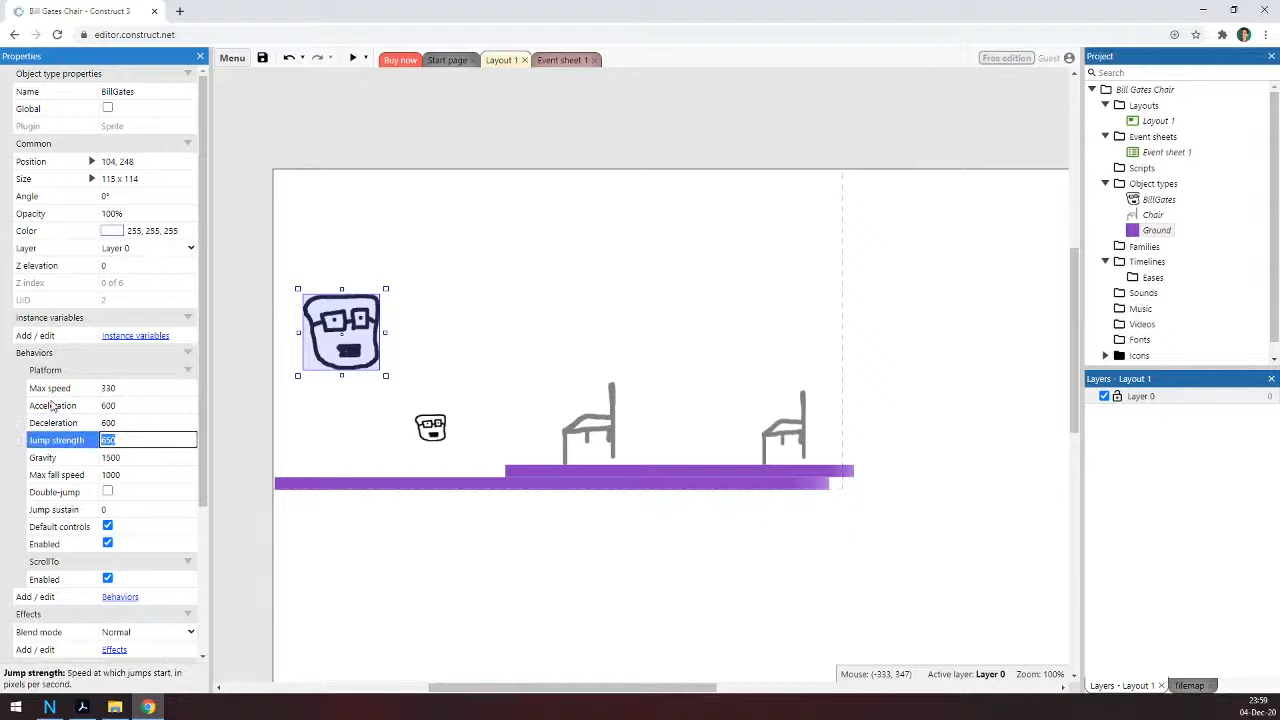 Bill Gates Chair - Construct 3
editor.construct.net
Properties
Menu
Buy now
Start page
Layout 1
Event sheet 1
Free edition
Guest
Project
Object type properties
Name BillGates
Global
Plugin Sprite
Common
Position 104, 248
Size 115 x 114
Angle 0°
Opacity 100%
Color 255, 255, 255
Layer Layer 0
Z elevation 0
Z index 0 of 6
UID 2
Instance variables
Add / edit Instance variables
Behaviors
Platform
Max speed 330
Acceleration 600
Deceleration 600
Jump strength 650
Gravity 1500
Max fall speed 1000
Double-jump
Jump sustain 0
Default controls
Enabled
ScrollTo
Enabled
Add / edit Behaviors
Effects
Blend mode Normal
Add / edit Effects
Jump strength: Speed at which jumps start, in
pixels per second.
Search
Bill Gates Chair
Layouts
Layout 1
Event sheets
Event sheet 1
Scripts
Object types
BillGates
Chair
Ground
Families
Timelines
Eases
Sounds
Music
Videos
Fonts
Icons
Layers - Layout 1
Layer 0 0
Mouse: (-333, 347) Active layer: Layer 0 Zoom: 100%
Layers - Layout 1
Tilemap
23:59
04-Dec-20